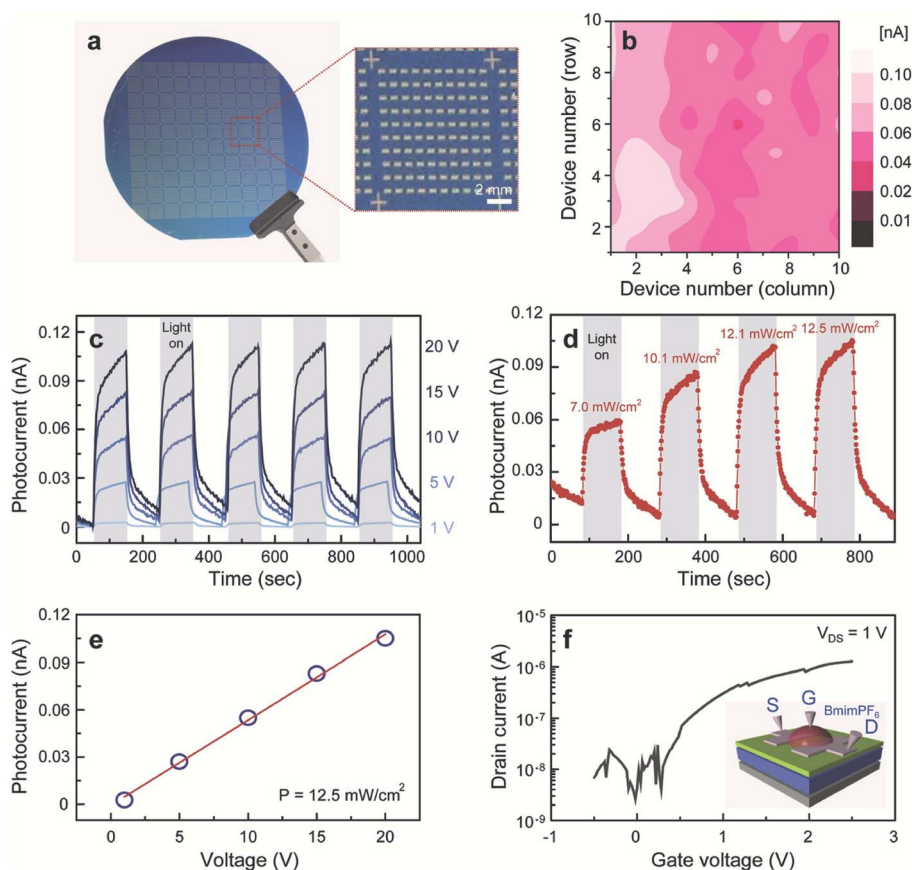 a
2 mm
b
[nA]
Device number (row)
10
8
6
4
2
2
4
6
8
10
Device number (column)
0.10
0.08
0.06
0.04
0.02
0.01
c
Light
on
Photocurrent (nA)
0.12
0.09
0.06
0.03
0
20 V
15 V
10 V
5 V
1 V
0
200
400
600
800
1000
Time (sec)
d
Light
on
7.0 mW/cm²
10.1 mW/cm²
12.1 mW/cm²
12.5 mW/cm²
Photocurrent (nA)
0.12
0.09
0.06
0.03
0
0
200
400
600
800
Time (sec)
e
Photocurrent (nA)
0.12
0.09
0.06
0.03
0
P = 12.5 mW/cm²
0
5
10
15
20
Voltage (V)
f
V_DS = 1 V
Drain current (A)
10⁻⁵
10⁻⁶
10⁻⁷
10⁻⁸
10⁻⁹
S
G
BmimPF₆
D
-1
0
1
2
3
Gate voltage (V)